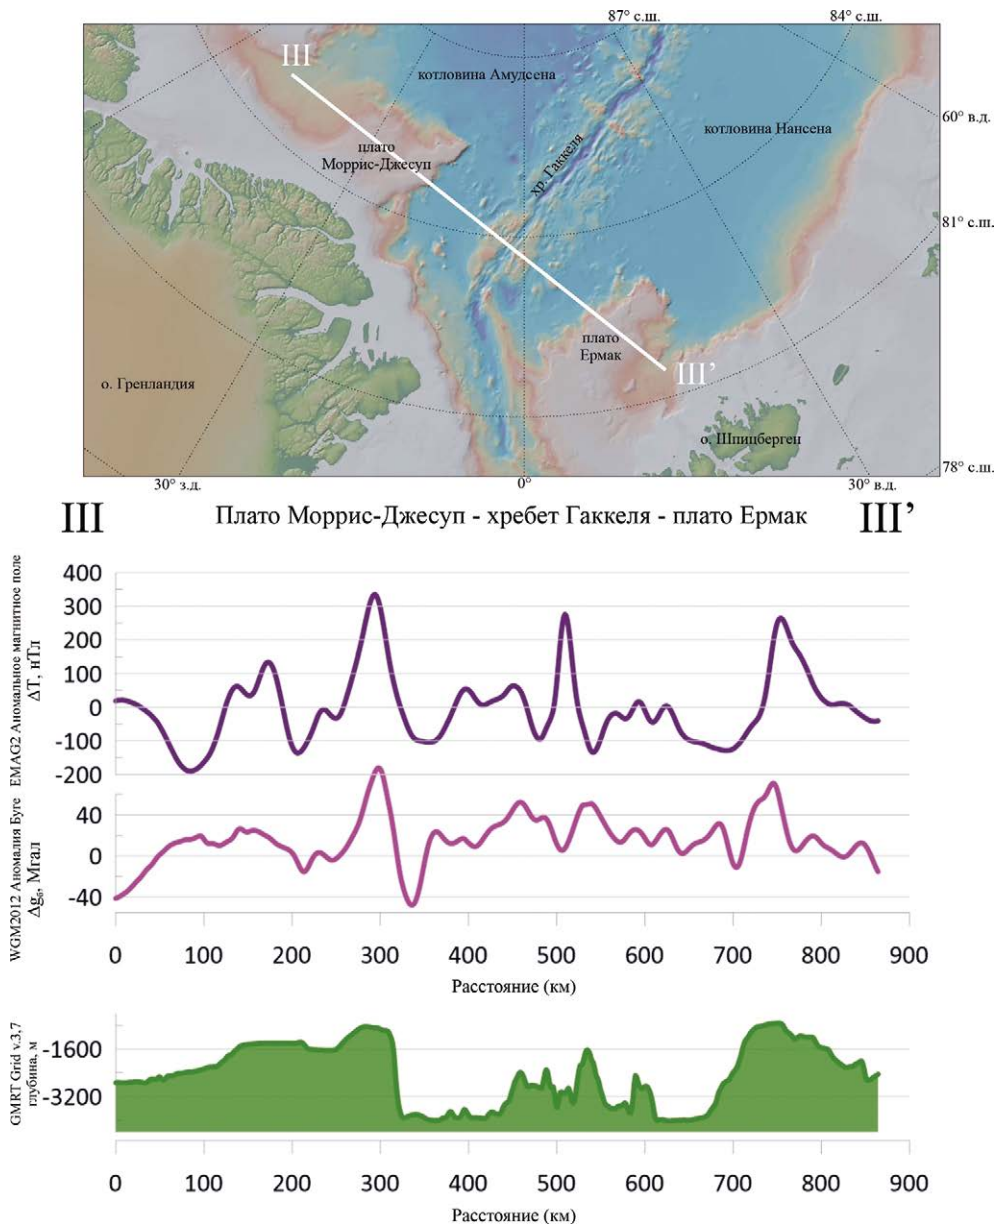 87° с.ш.
84° с.ш.
III
котловина Амудсена
котловина Нансена
60° в.д.
плато
Моррис-Джесуп
хр. Гаккеля
81° с.ш.
плато
Ермак
III’
о. Гренландия
о. Шпицберген
78° с.ш.
30° з.д.
0°
30° в.д.
III
Плато Моррис-Джесуп - хребет Гаккеля - плато Ермак
III’
EMAG2 Аномальное магнитное поле
ΔT, нТл
400
300
200
100
0
-100
-200
WGM2012 Аномалия Буге
Δgб, Мгал
40
0
-40
0 100 200 300 400 500 600 700 800 900
Расстояние (км)
GMRT Grid v.3,7
глубина, м
-1600
-3200
0 100 200 300 400 500 600 700 800 900
Расстояние (км)